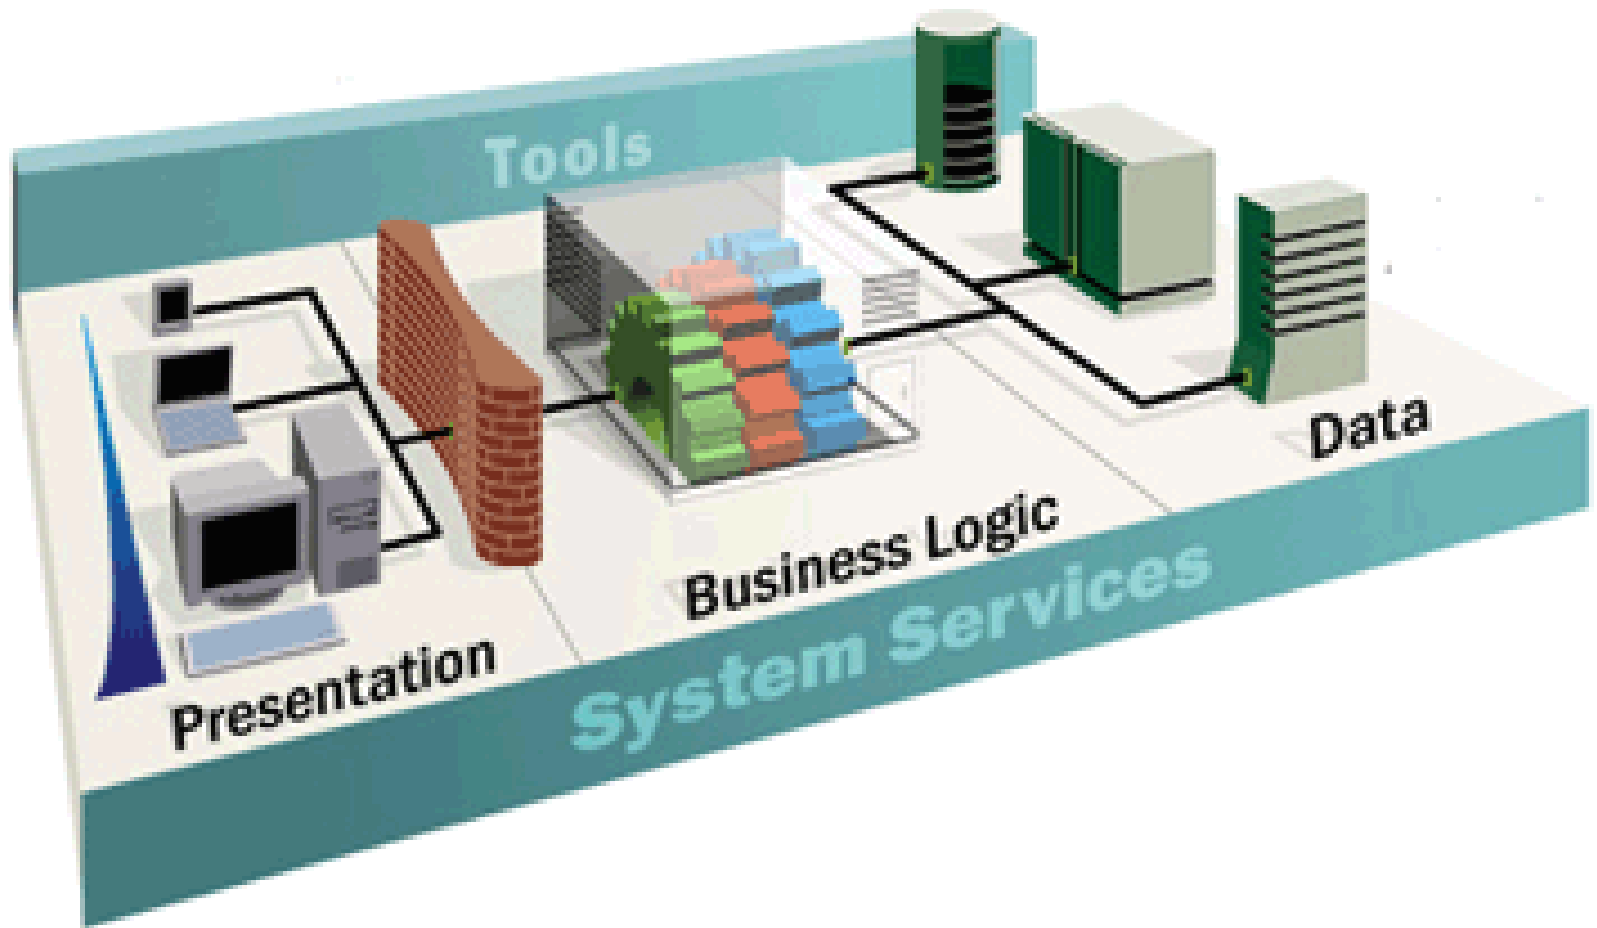 Tools
Data
Business Logic
Presentation
System Services